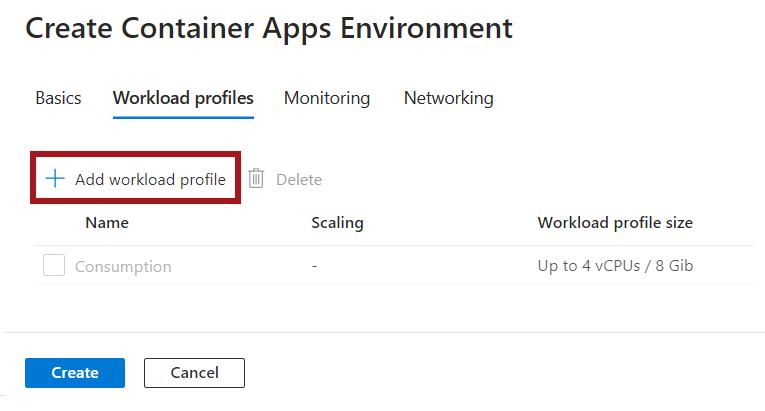 Create Container Apps Environment
Basics Workload profiles Monitoring Networking
Add workload profile Delete
Name Scaling Workload profile size
Consumption - Up to 4 vCPUs / 8 Gib
Create Cancel